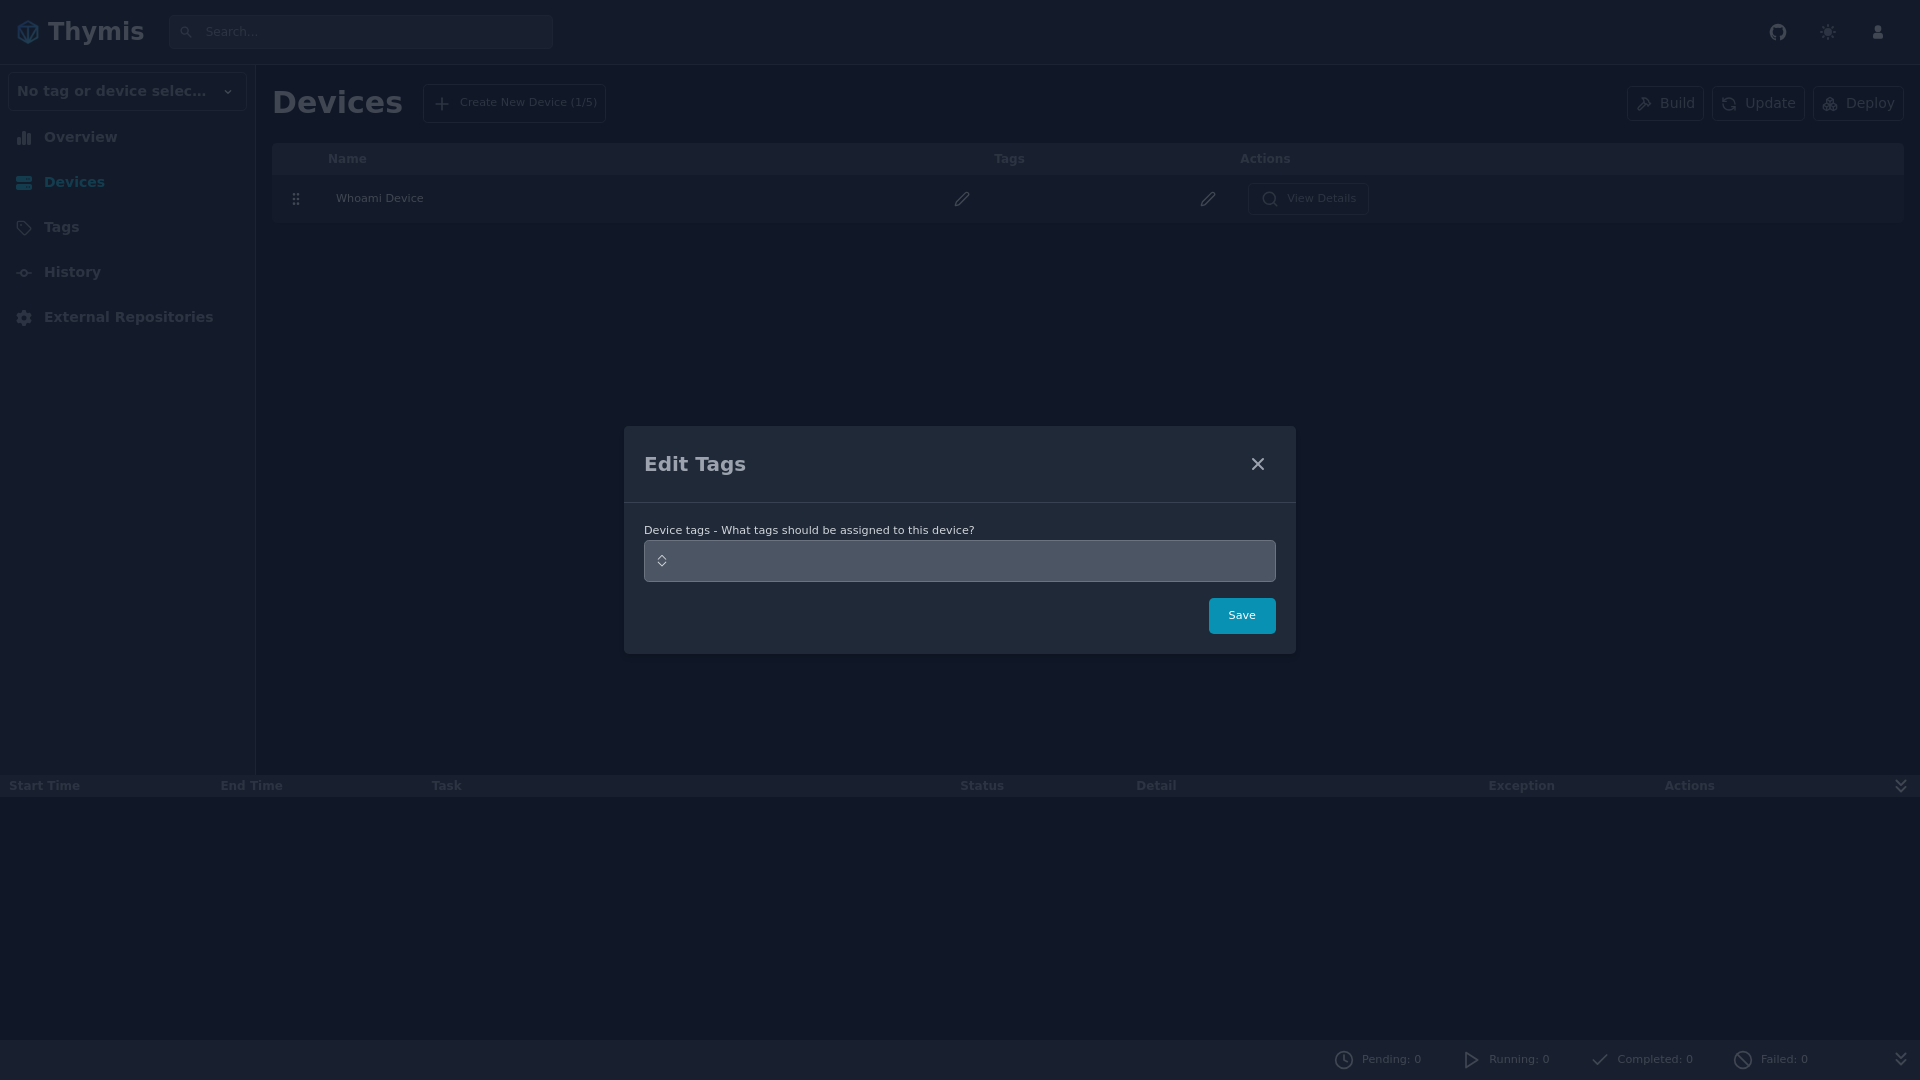 Thymis
Search...
No tag or device selec...
Overview
Devices
Tags
History
External Repositories
Devices
Create New Device (1/5)
Build
Update
Deploy
Name Tags Actions
Whoami Device
View Details
Edit Tags
Device tags - What tags should be assigned to this device?
Save
Start Time End Time Task Status Detail Exception Actions
Pending: 0 Running: 0 Completed: 0 Failed: 0